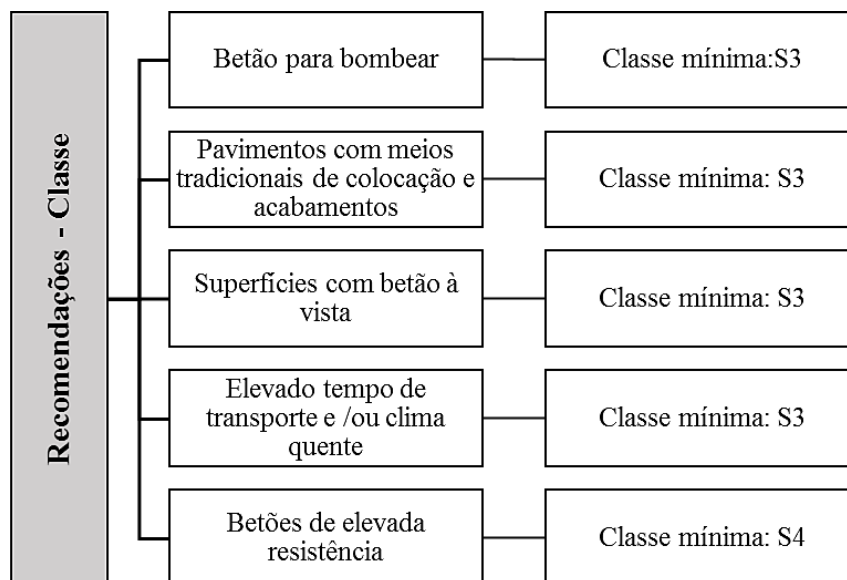 Recomendações - Classe
Betão para bombear
Classe mínima:S3
Pavimentos com meios
tradicionais de colocação e
acabamentos
Classe mínima: S3
Superfícies com betão à
vista
Classe mínima: S3
Elevado tempo de
transporte e /ou clima
quente
Classe mínima: S3
Betões de elevada
resistência
Classe mínima: S4